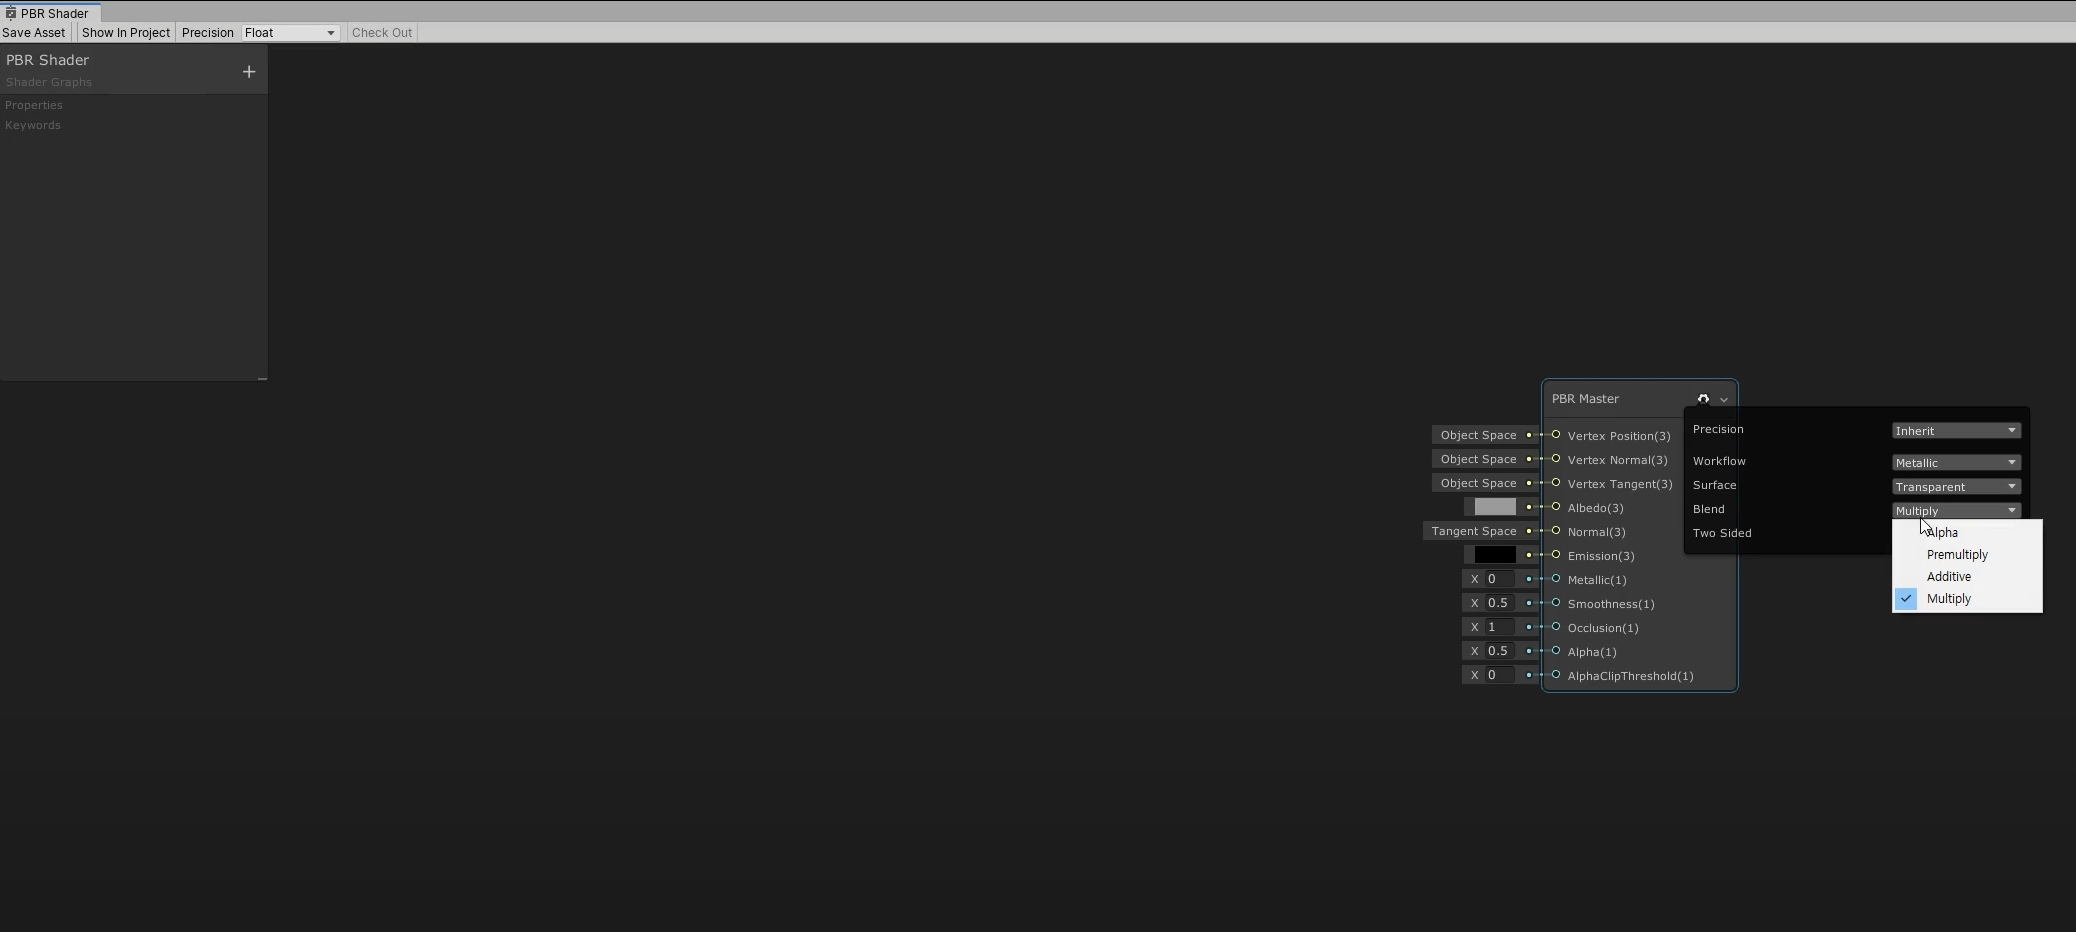 PBR Shader
Save Asset Show In Project Precision Float Check Out
PBR Shader
Shader Graphs
Properties
Keywords
PBR Master
Object Space Vertex Position(3)
Object Space Vertex Normal(3)
Object Space Vertex Tangent(3)
Albedo(3)
Tangent Space Normal(3)
Emission(3)
X 0 Metallic(1)
X 0.5 Smoothness(1)
X 1 Occlusion(1)
X 0.5 Alpha(1)
X 0 AlphaClipThreshold(1)
Precision Inherit
Workflow Metallic
Surface Transparent
Blend Multiply
Two Sided
Alpha
Premultiply
Additive
Multiply